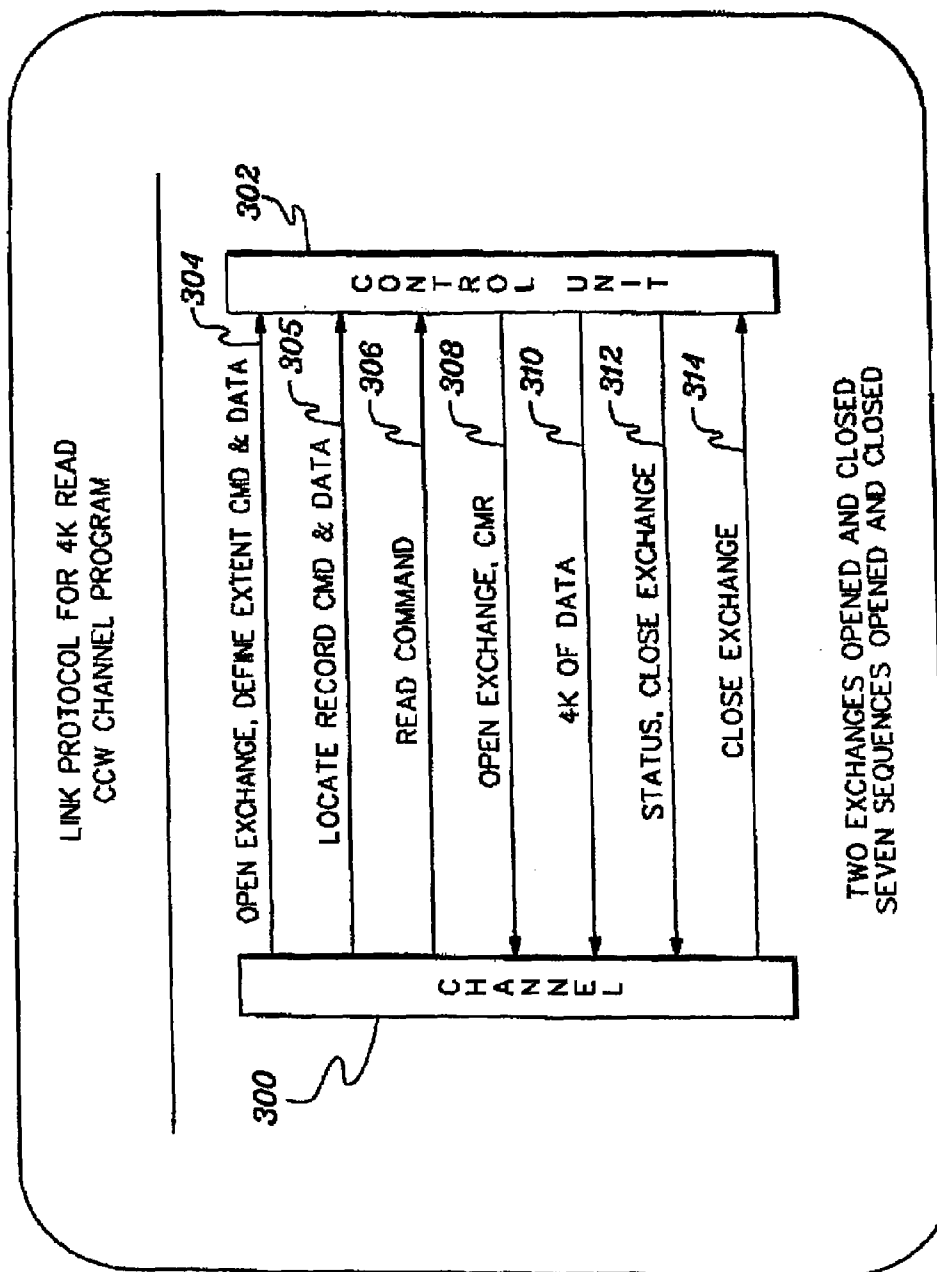 LINK PROTOCOL FOR 4K READ
CCW CHANNEL PROGRAM
300
CHANNEL
302
CONTROL UNIT
OPEN EXCHANGE, DEFINE EXTENT CMD & DATA
304
LOCATE RECORD CMD & DATA
305
READ COMMAND
306
OPEN EXCHANGE, CMR
308
4K OF DATA
310
STATUS, CLOSE EXCHANGE
312
CLOSE EXCHANGE
314
TWO EXCHANGES OPENED AND CLOSED
SEVEN SEQUENCES OPENED AND CLOSED